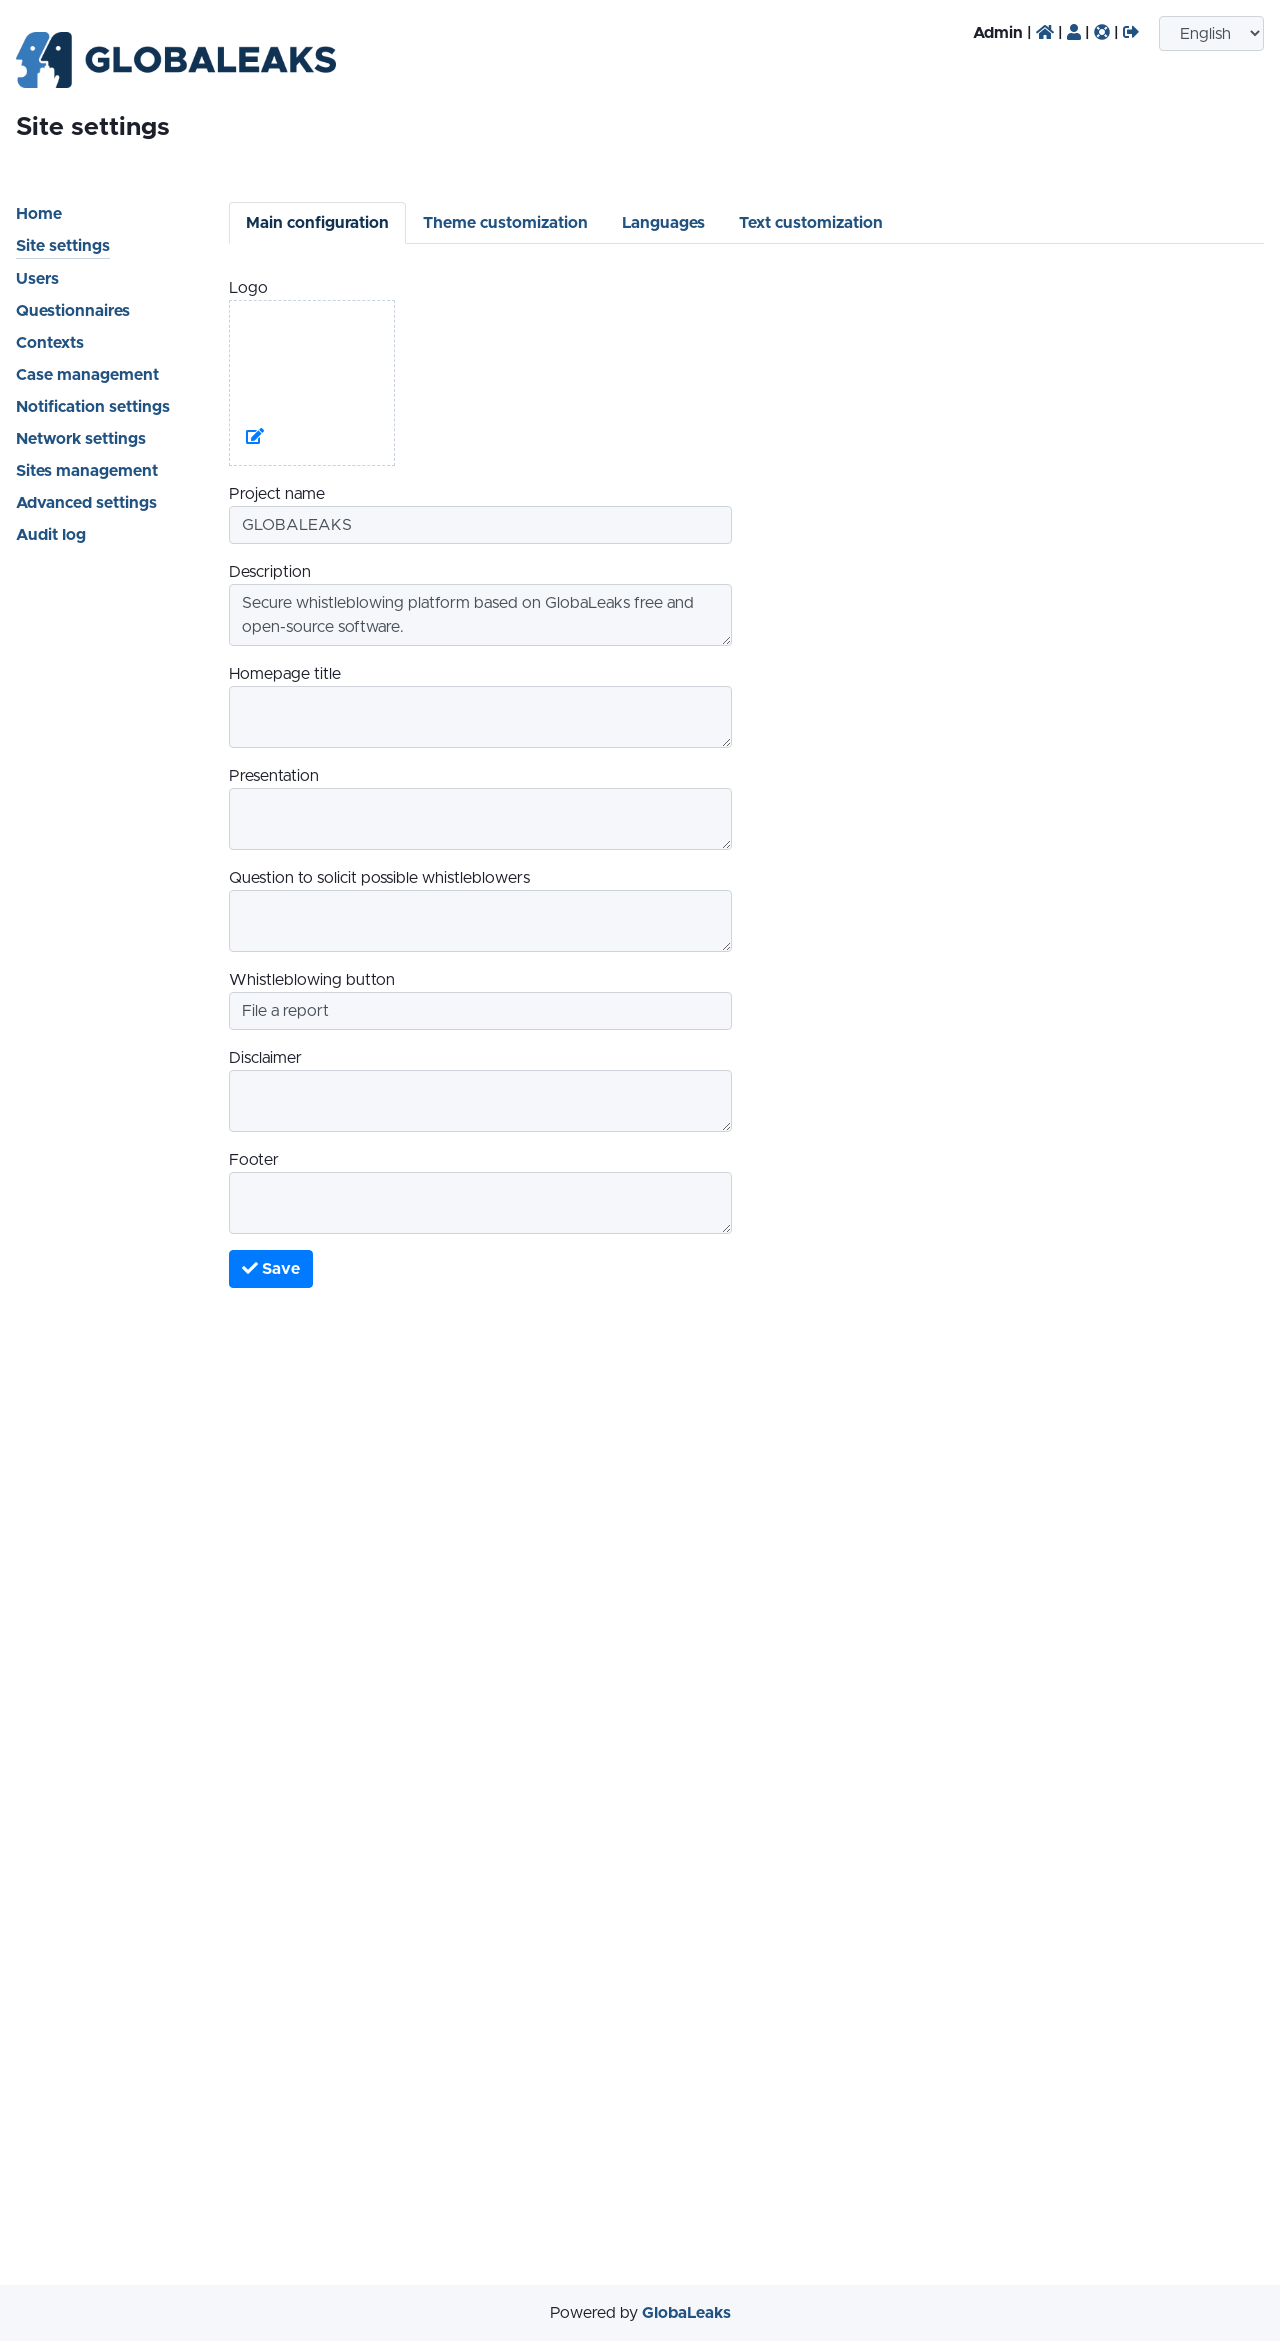 GLOBALEAKS
Admin | | | |
English
Site settings
Home
Site settings
Users
Questionnaires
Contexts
Case management
Notification settings
Network settings
Sites management
Advanced settings
Audit log
Main configuration
Theme customization
Languages
Text customization
Logo
Project name
GLOBALEAKS
Description
Secure whistleblowing platform based on GlobaLeaks free and
open-source software.
Homepage title
Presentation
Question to solicit possible whistleblowers
Whistleblowing button
File a report
Disclaimer
Footer
Save
Powered by GlobaLeaks